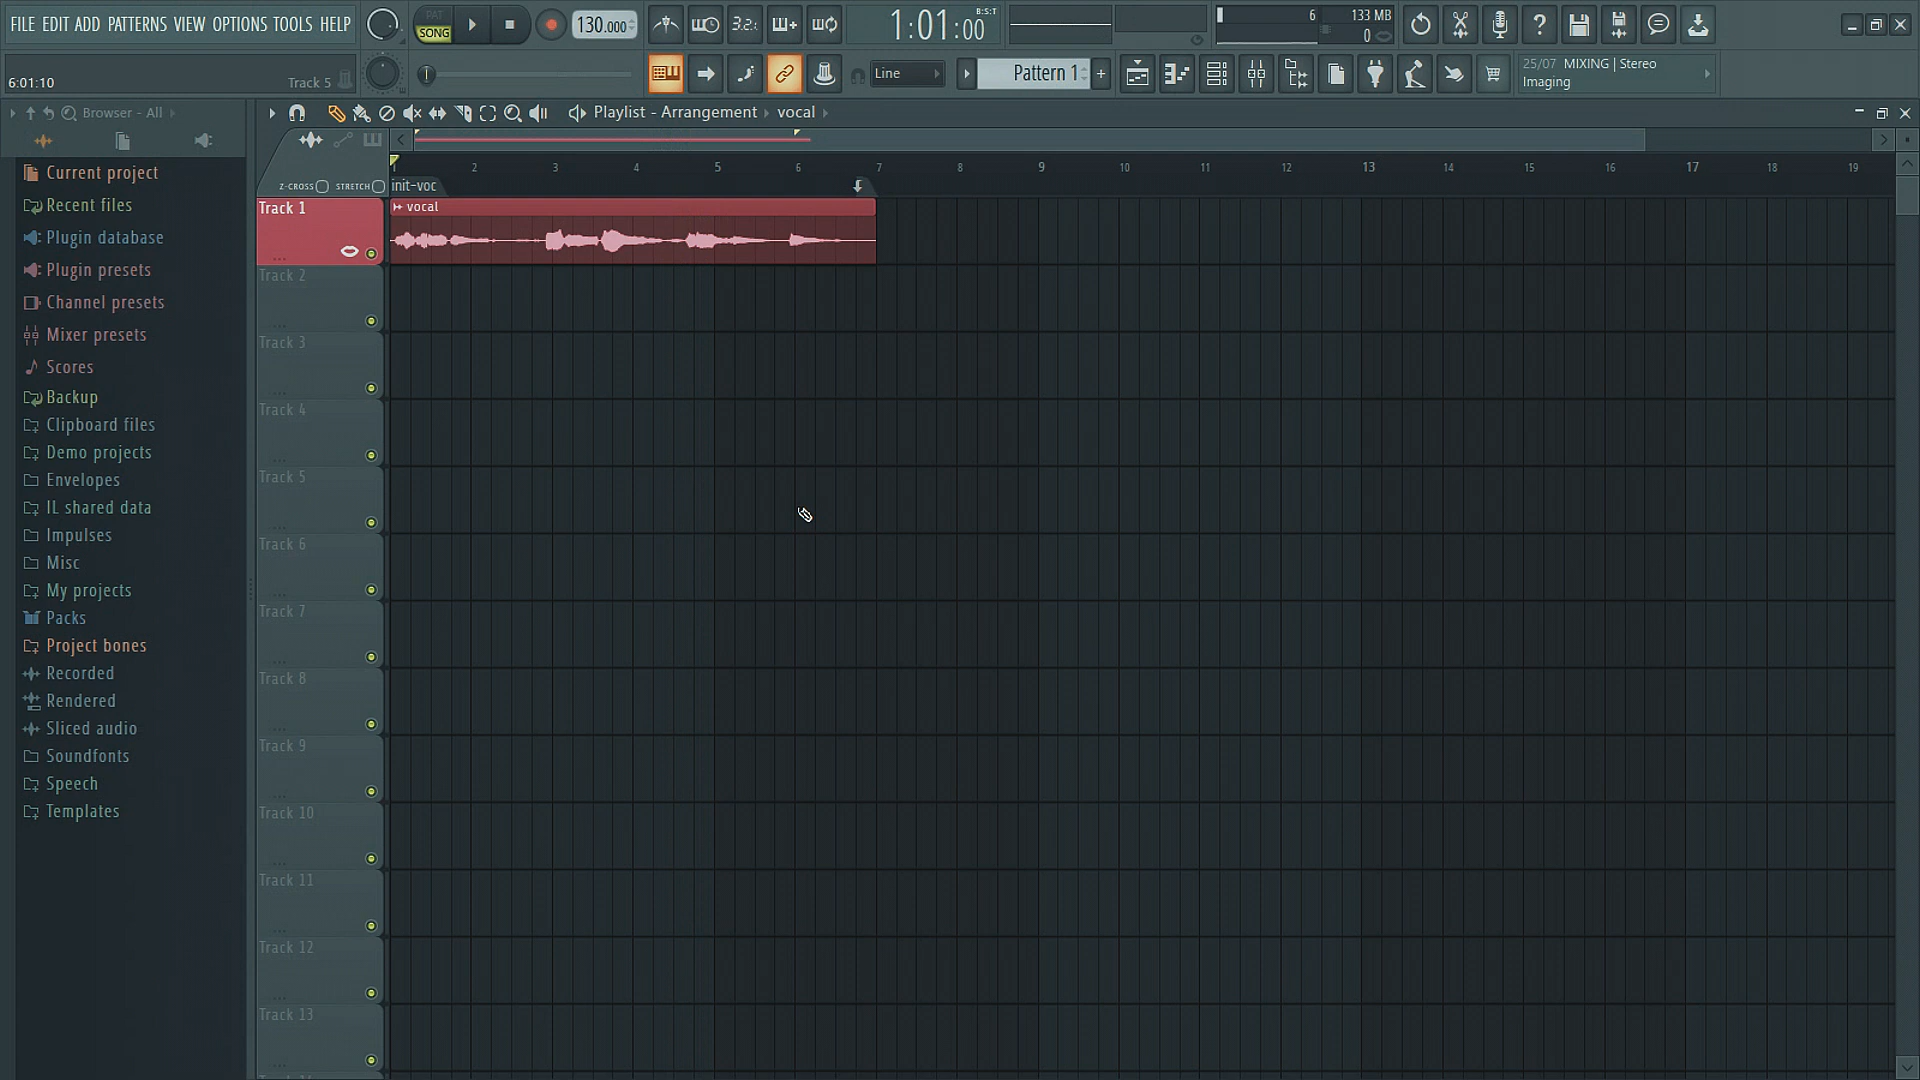 FILE EDIT ADD PATTERNS VIEW OPTIONS TOOLS HELP
PAT
SONG
130.000
3.2.
1:01:00
B:S:T
6
133 MB
0
6:01:10
Track 5
Line
Pattern 1
+
25/07 MIXING | Stereo
Imaging
Browser - All
Playlist - Arrangement
vocal
Z-CROSS
STRETCH
1 2 3 4 5 6 7 8 9 10 11 12 13 14 15 16 17 18 19
init-voc
Current project
Recent files
Plugin database
Plugin presets
Channel presets
Mixer presets
Scores
Backup
Clipboard files
Demo projects
Envelopes
IL shared data
Impulses
Misc
My projects
Packs
Project bones
Recorded
Rendered
Sliced audio
Soundfonts
Speech
Templates
Track 1
vocal
Track 2
Track 3
Track 4
Track 5
Track 6
Track 7
Track 8
Track 9
Track 10
Track 11
Track 12
Track 13